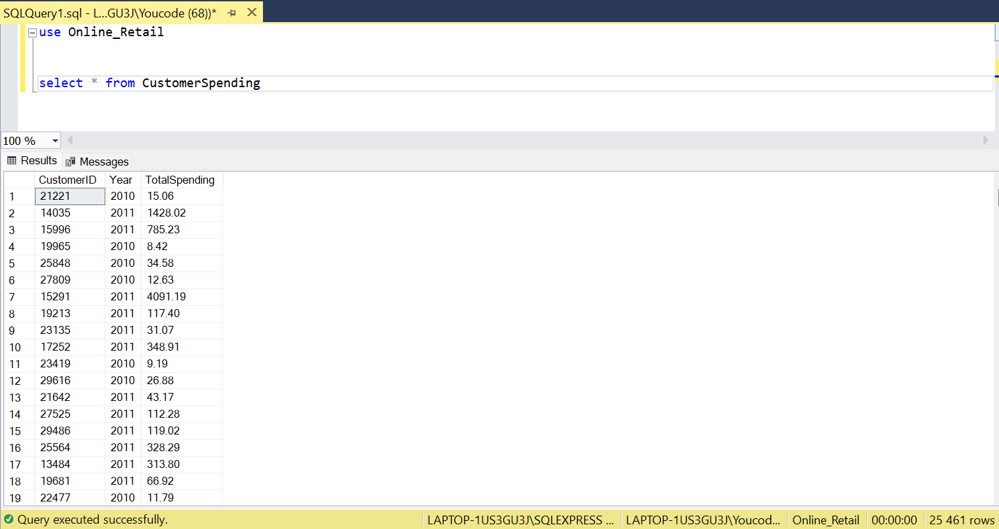 SQLQuery1.sql - L...GU3J\Youcode (68))*
use Online_Retail
select * from CustomerSpending
100 %
Results Messages
CustomerID Year TotalSpending
1 21221 2010 15.06
2 14035 2011 1428.02
3 15996 2011 785.23
4 19965 2010 8.42
5 25848 2010 34.58
6 27809 2010 12.63
7 15291 2011 4091.19
8 19213 2011 117.40
9 23135 2011 31.07
10 17252 2011 348.91
11 23419 2010 9.19
12 29616 2010 26.88
13 21642 2011 43.17
14 27525 2011 112.28
15 29486 2011 119.02
16 25564 2011 328.29
17 13484 2011 313.80
18 19681 2011 66.92
19 22477 2010 11.79
Query executed successfully. LAPTOP-1US3GU3J\SQLEXPRESS ... LAPTOP-1US3GU3J\Youcod... Online_Retail 00:00:00 25 461 rows